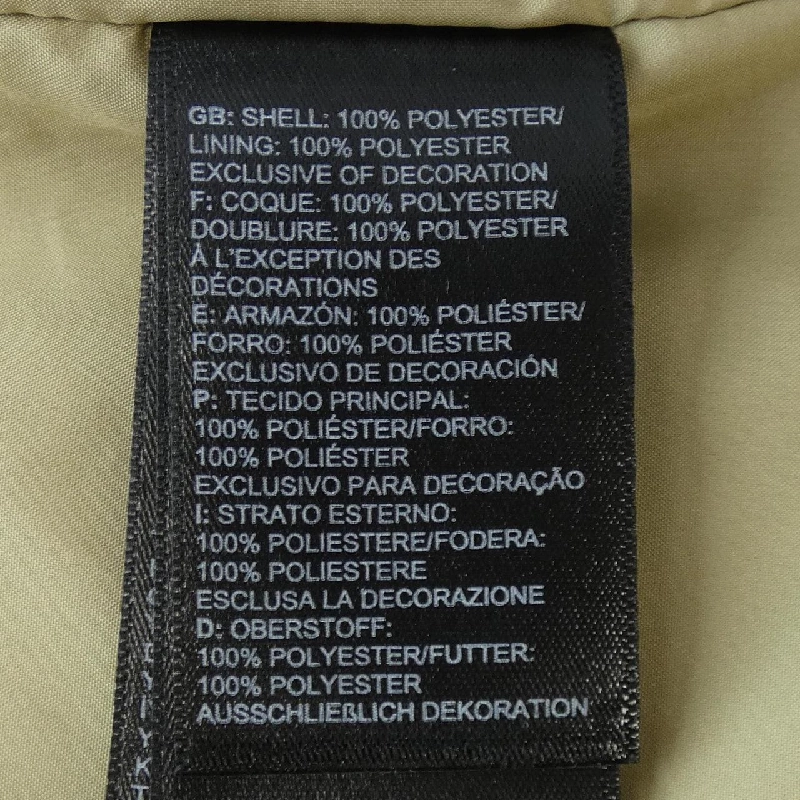 GB: SHELL: 100% POLYESTER/
LINING: 100% POLYESTER
EXCLUSIVE OF DECORATION
F: COQUE: 100% POLYESTER/
DOUBLURE: 100% POLYESTER
À L'EXCEPTION DES
DÉCORATIONS
E: ARMAZÓN: 100% POLIÉSTER/
FORRO: 100% POLIÉSTER
EXCLUSIVO DE DECORACIÓN
P: TECIDO PRINCIPAL:
100% POLIÉSTER/FORRO:
100% POLIÉSTER
EXCLUSIVO PARA DECORAÇÃO
I: STRATO ESTERNO:
100% POLIESTERE/FODERA:
100% POLIESTERE
ESCLUSA LA DECORAZIONE
D: OBERSTOFF:
100% POLYESTER/FUTTER:
100% POLYESTER
AUSSCHLIEßLICH DEKORATION